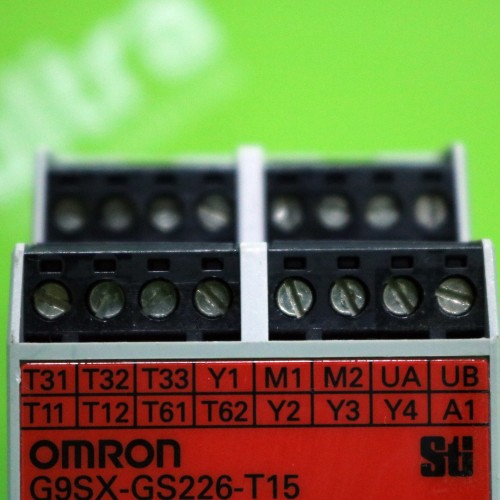 T31 T32 T33 Y1 M1 M2 UA UB
T11 T12 T61 T62 Y2 Y3 Y4 A1
OMRON Sti
G9SX-GS226-T15